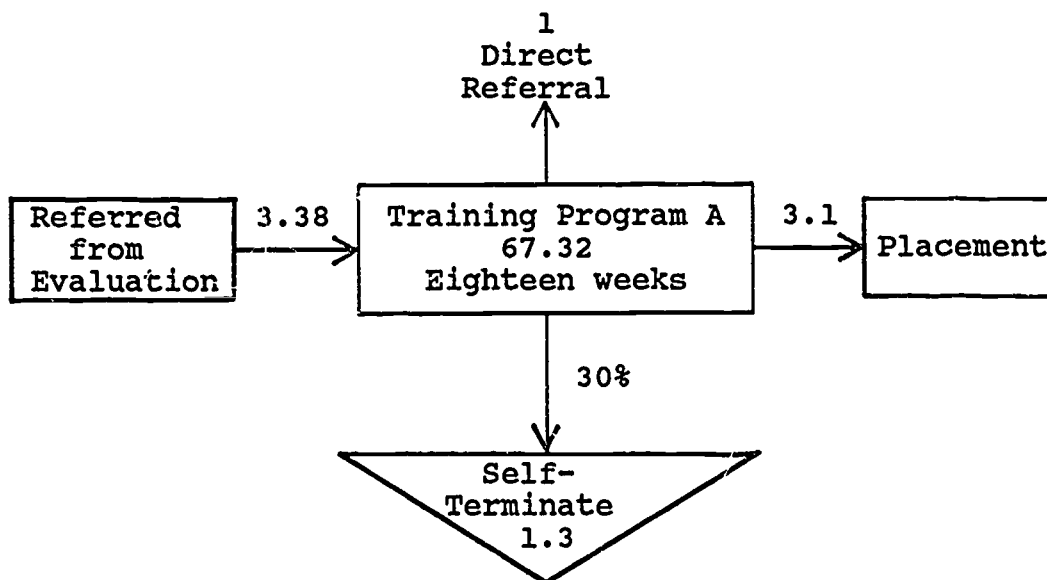 1
Direct
Referral
Referred
from
Evaluation
3.38
Training Program A
67.32
Eighteen weeks
3.1
Placement
30%
Self-
Terminate
1.3